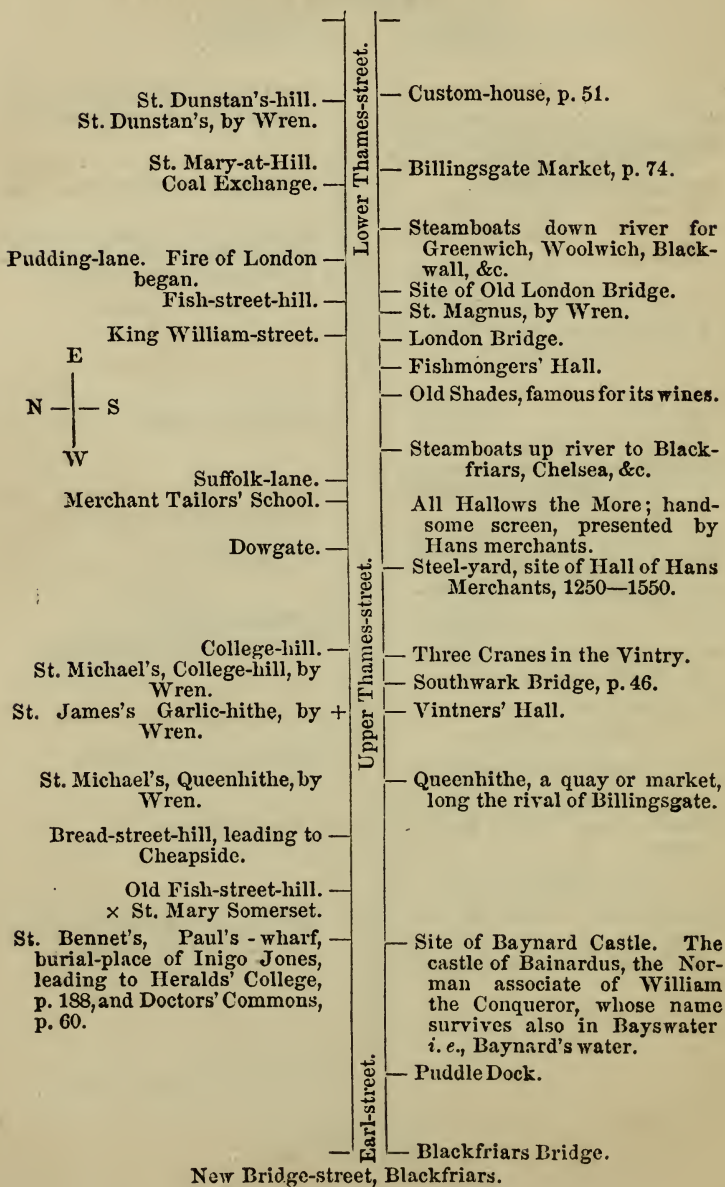 Lower Thames-street.
St. Dunstan's-hill. —
St. Dunstan's, by Wren.
— Custom-house, p. 51.
St. Mary-at-Hill.
Coal Exchange. —
— Billingsgate Market, p. 74.
— Steamboats down river for
Greenwich, Woolwich, Black-
wall, &c.
Pudding-lane. Fire of London —
began.
— Site of Old London Bridge.
Fish-street-hill. —
— St. Magnus, by Wren.
King William-street. —
— London Bridge.
E
N — — S
W
— Fishmongers' Hall.
— Old Shades, famous for its wines.
— Steamboats up river to Black-
friars, Chelsea, &c.
Suffolk-lane. —
Merchant Tailors' School. —
All Hallows the More; hand-
some screen, presented by
Hans merchants.
Dowgate. —
— Steel-yard, site of Hall of Hans
Merchants, 1250—1550.
Upper Thames-street.
College-hill. —
St. Michael's, College-hill, by
Wren.
— Three Cranes in the Vintry.
— Southwark Bridge, p. 46.
St. James's Garlic-hithe, by +
Wren.
— Vintners' Hall.
St. Michael's, Queenhithe, by
Wren.
— Queenhithe, a quay or market,
long the rival of Billingsgate.
Bread-street-hill, leading to —
Cheapside.
Old Fish-street-hill. —
× St. Mary Somerset.
St. Bennet's, Paul's-wharf, —
burial-place of Inigo Jones,
leading to Heralds' College,
p. 188, and Doctors' Commons,
p. 60.
— Site of Baynard Castle. The
castle of Bainardus, the Nor-
man associate of William
the Conqueror, whose name
survives also in Bayswater
i. e., Baynard's water.
Earl-street.
— Puddle Dock.
— Blackfriars Bridge.
New Bridge-street, Blackfriars.